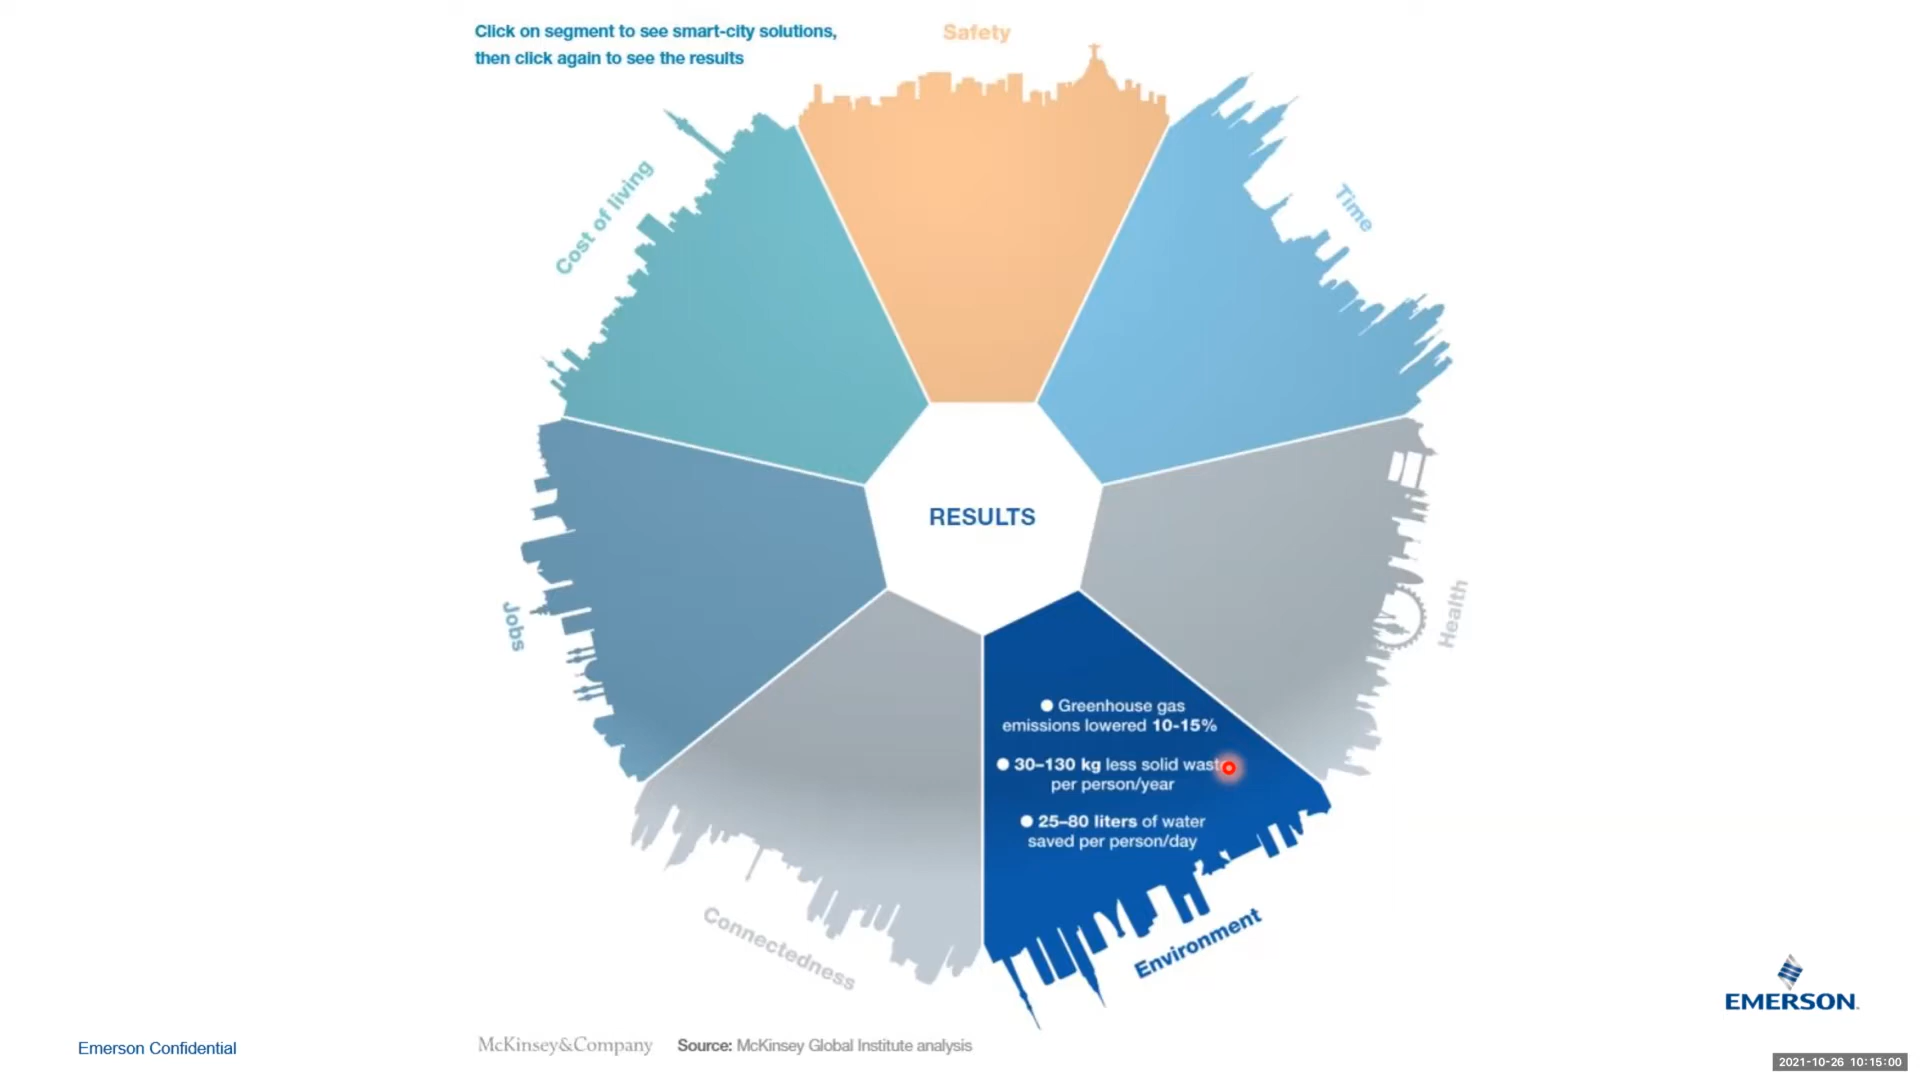 Click on segment to see smart-city solutions,
then click again to see the results
Safety
Time
Cost of living
RESULTS
Health
Jobs
● Greenhouse gas
emissions lowered 10-15%
● 30–130 kg less solid waste
per person/year
● 25–80 liters of water
saved per person/day
Connectedness
Environment
EMERSON.
Emerson Confidential
McKinsey&Company
Source: McKinsey Global Institute analysis
2021-10-26 10:15:00